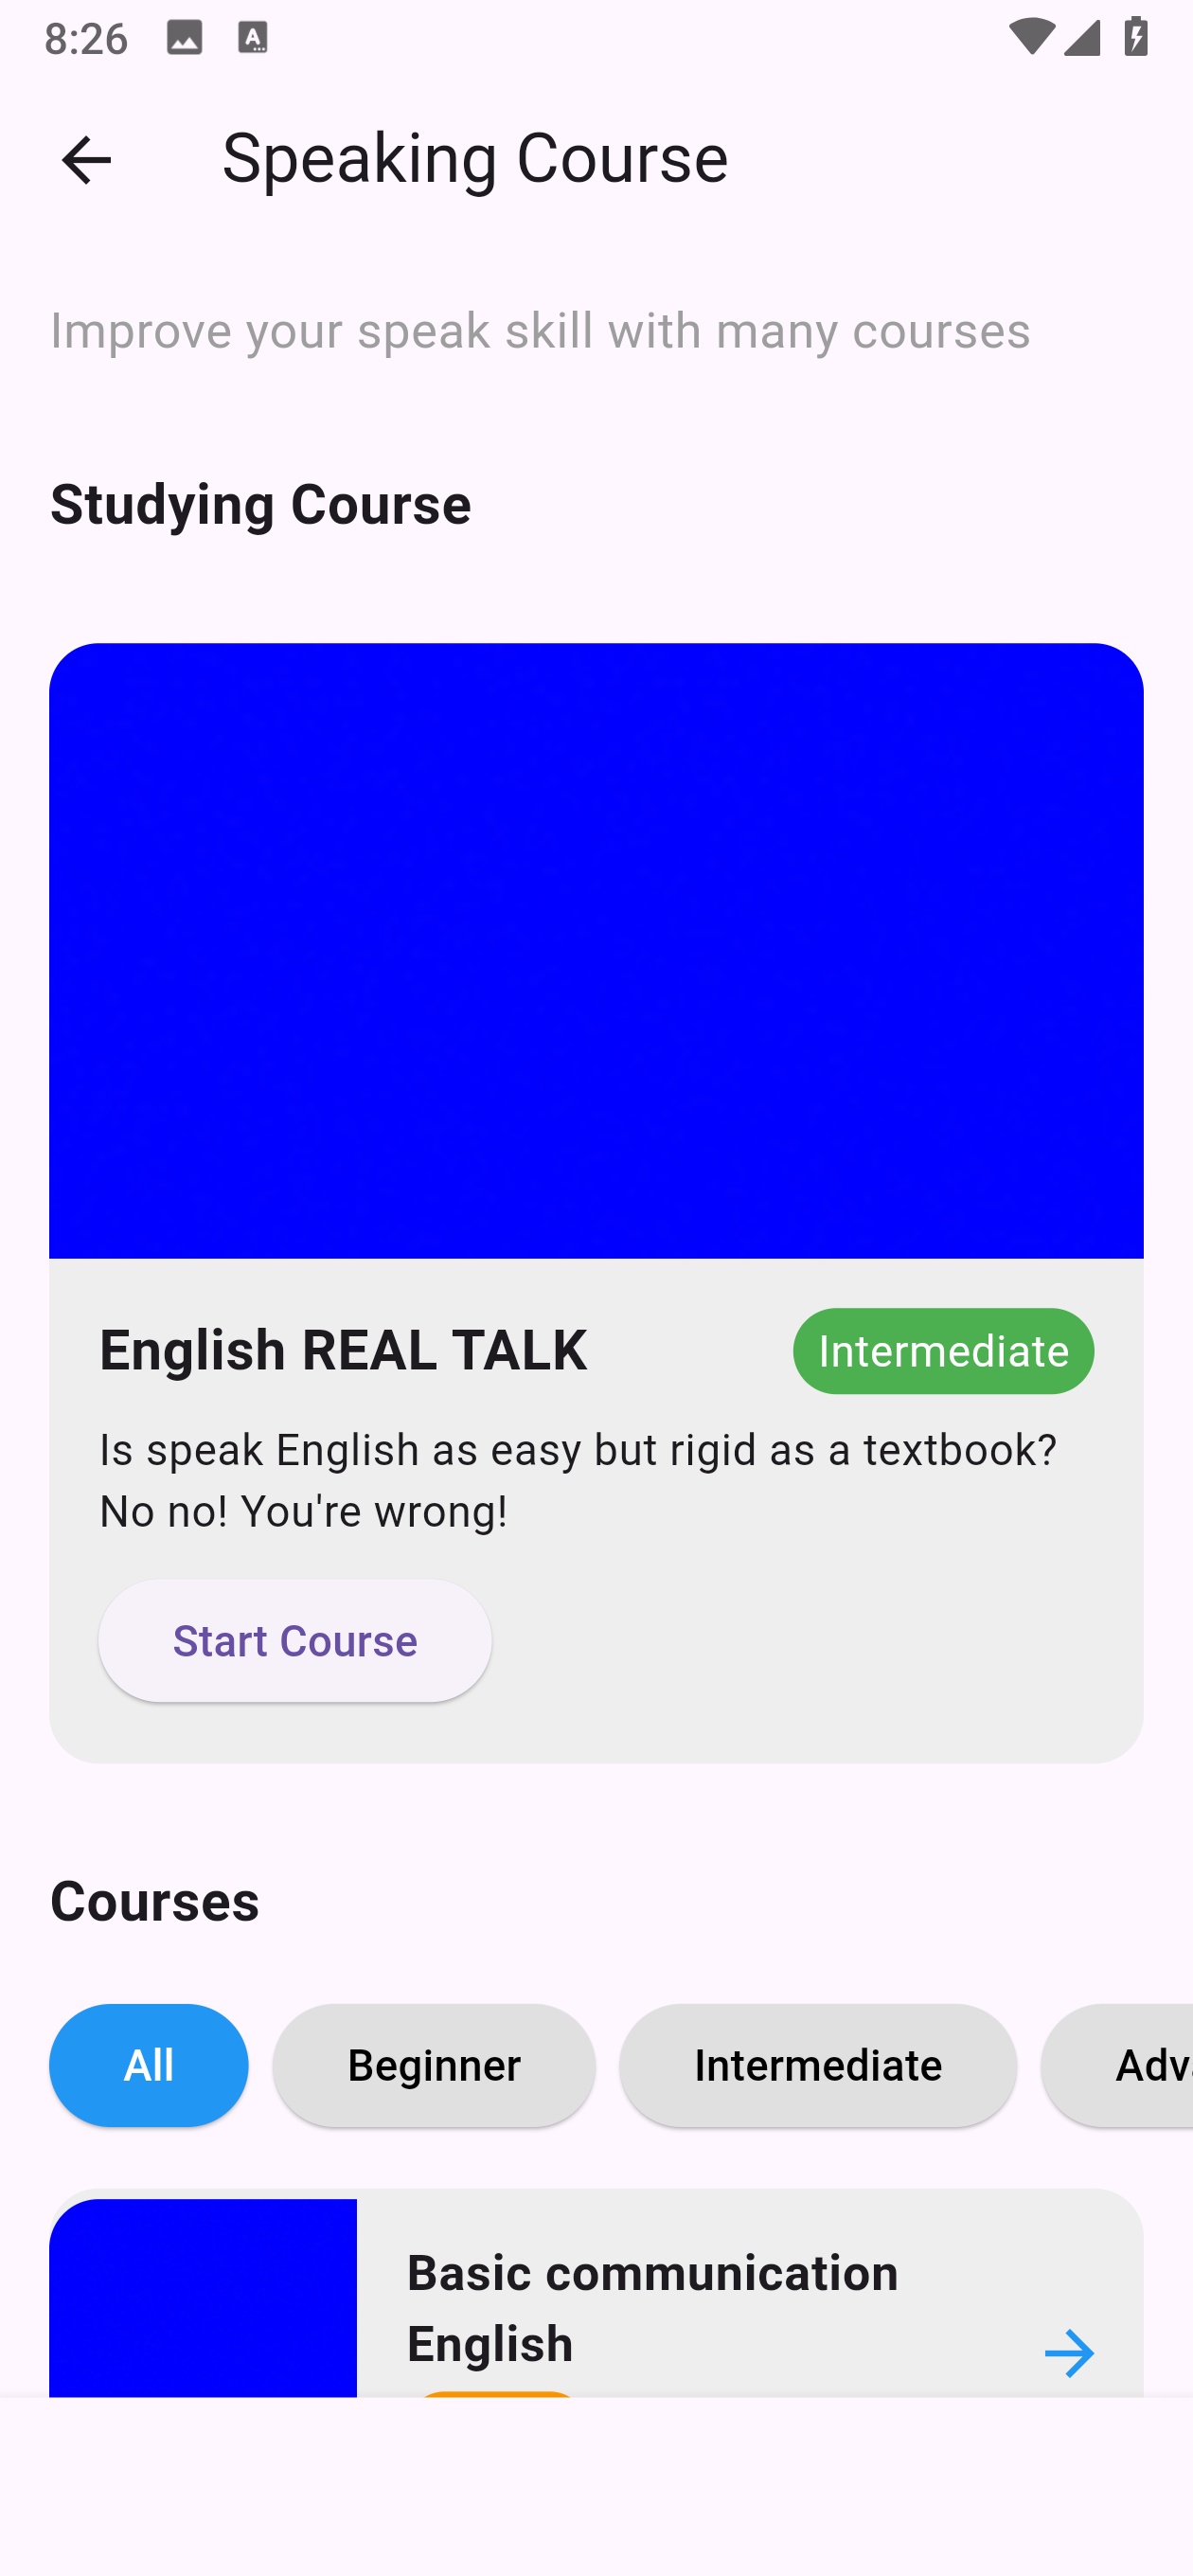 8:26
Speaking Course
Improve your speak skill with many courses
Studying Course
English REAL TALK
Intermediate
Is speak English as easy but rigid as a textbook?
No no! You're wrong!
Start Course
Courses
All
Beginner
Intermediate
Adva
Basic communication
English